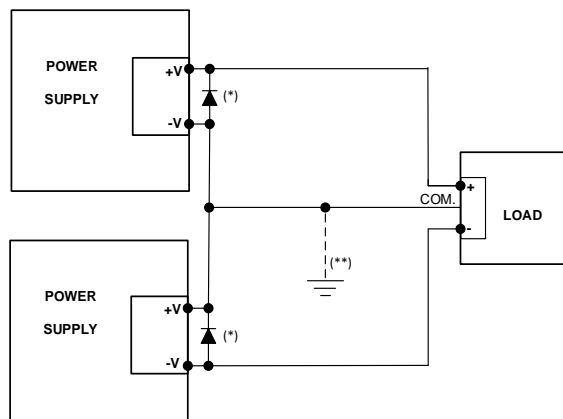 POWER
SUPPLY
+V
(*)
-V
COM.
+
-
LOAD
(**)
POWER
SUPPLY
+V
(*)
-V